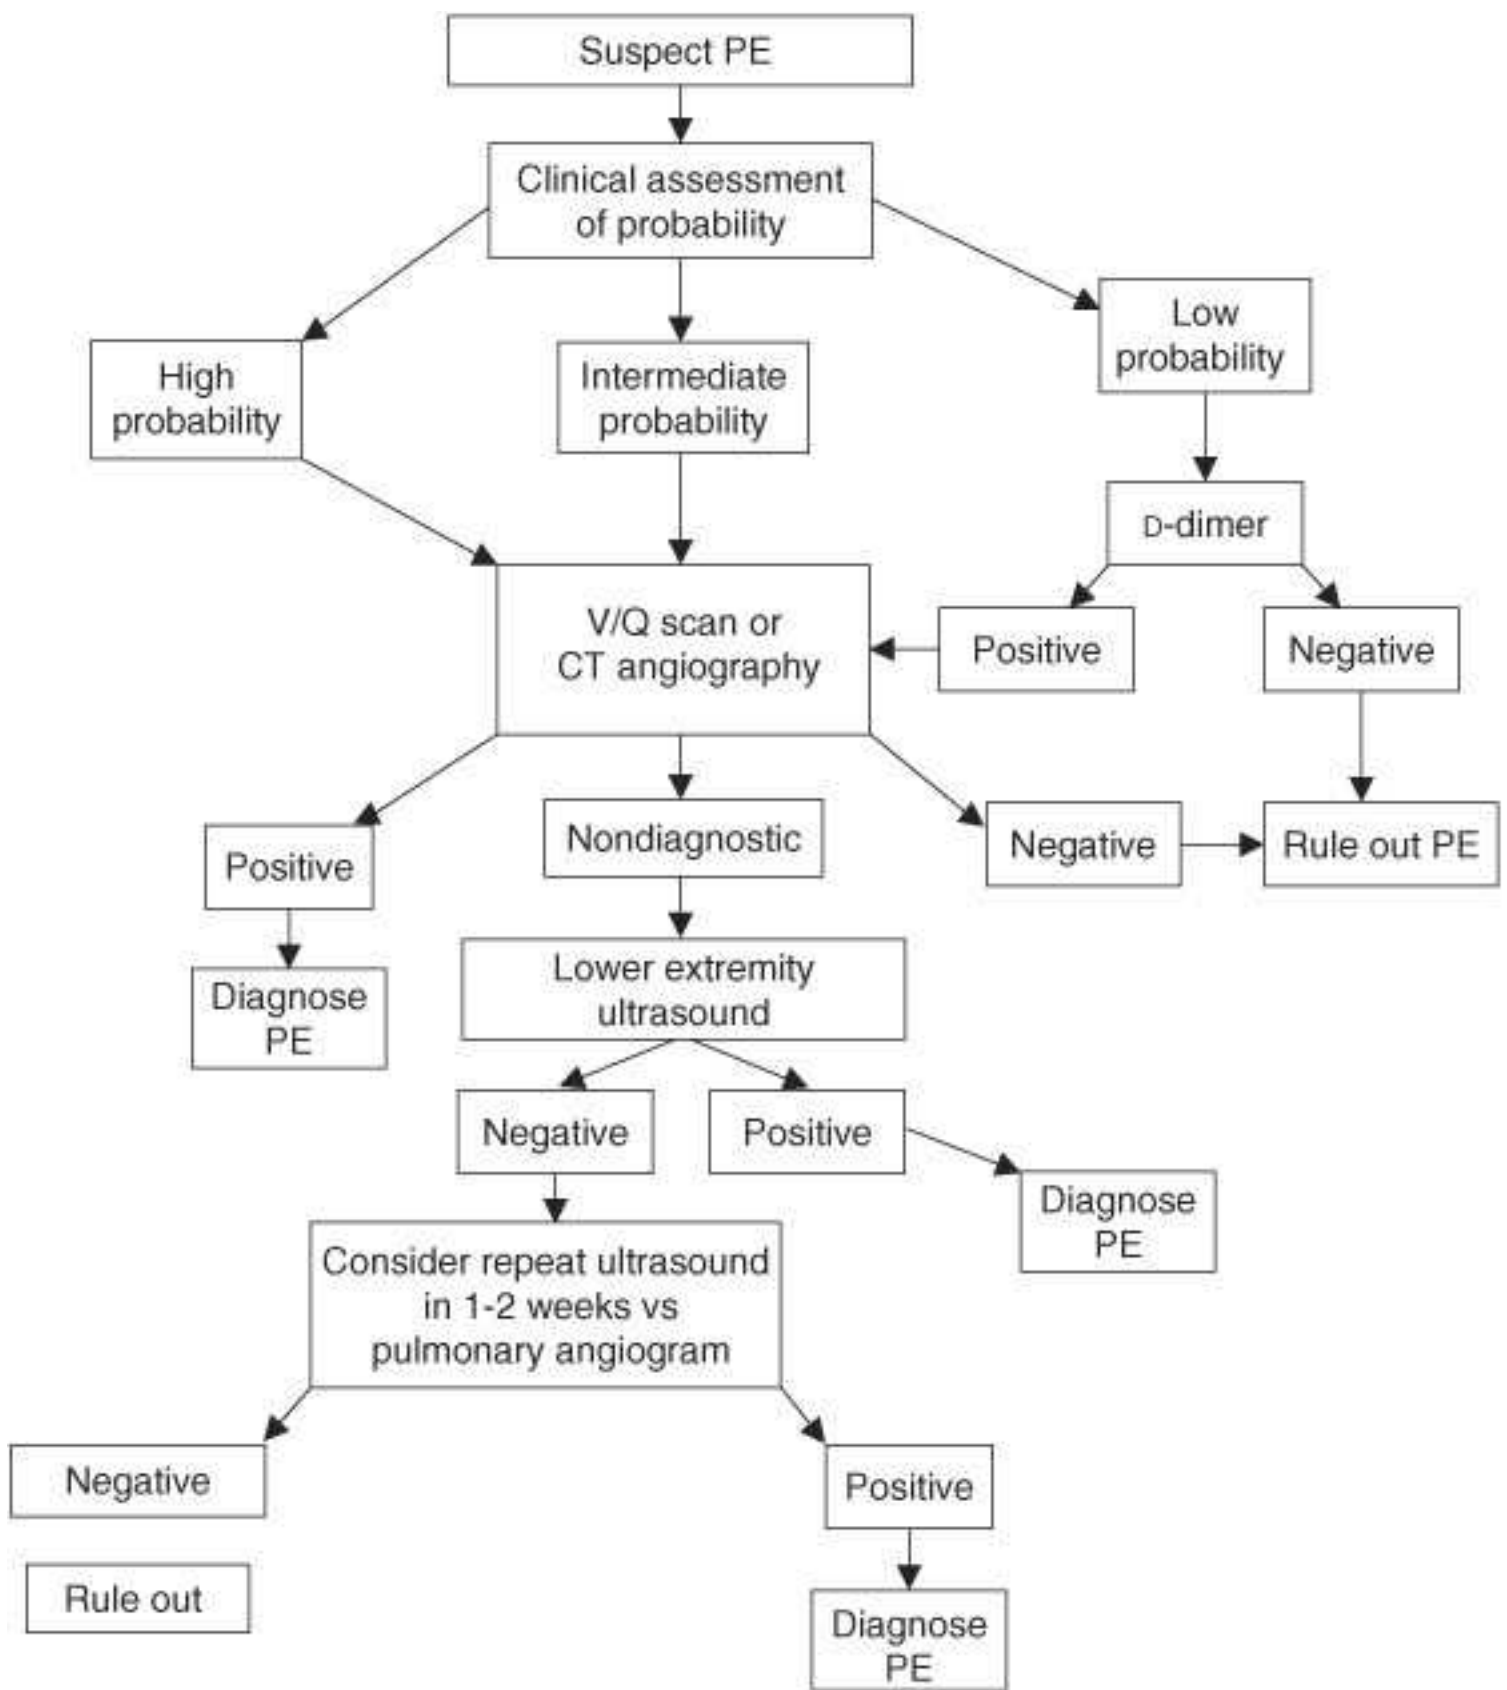 Suspect PE
Clinical assessment
of probability
High
probability
Intermediate
probability
Low
probability
D-dimer
Positive
Negative
V/Q scan or
CT angiography
Positive
Nondiagnostic
Negative
Rule out PE
Diagnose
PE
Lower extremity
ultrasound
Negative
Positive
Diagnose
PE
Consider repeat ultrasound
in 1-2 weeks vs
pulmonary angiogram
Negative
Positive
Rule out
Diagnose
PE